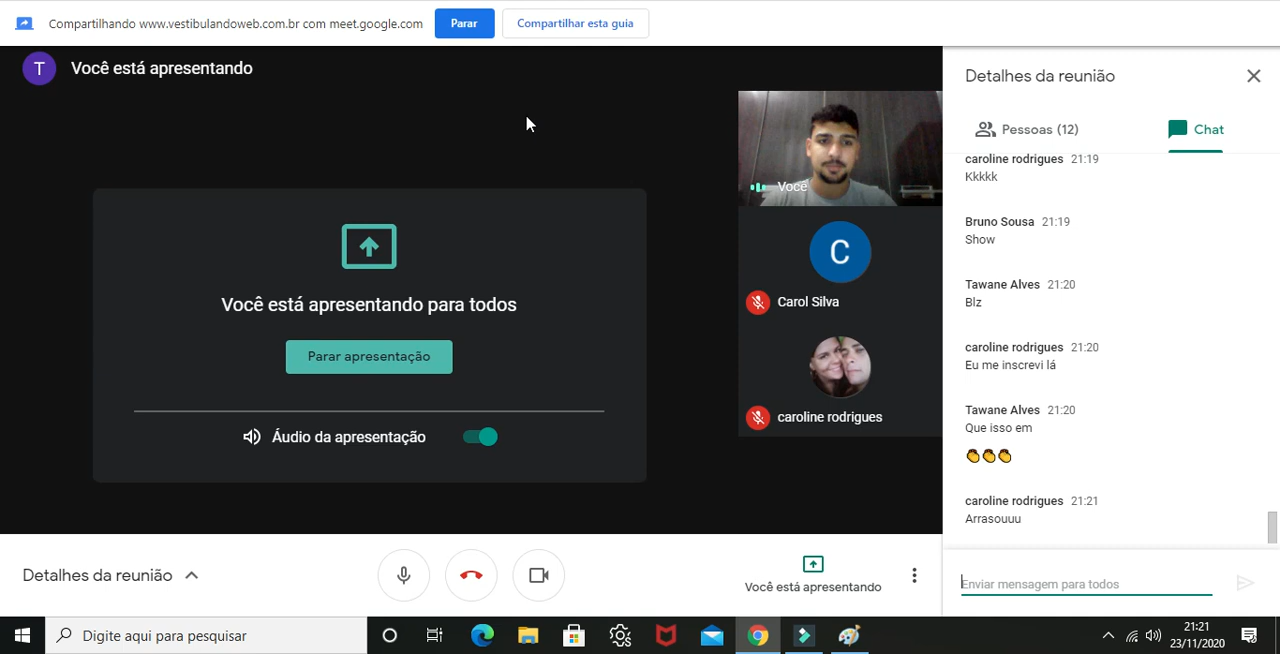 Compartilhando www.vestibulandoweb.com.br com meet.google.com
Parar
Compartilhar esta guia
T
Você está apresentando
Você está apresentando para todos
Parar apresentação
Áudio da apresentação
Você
C
Carol Silva
caroline rodrigues
Detalhes da reunião
Pessoas (12)
Chat
caroline rodrigues 21:19
Kkkkk
Bruno Sousa 21:19
Show
Tawane Alves 21:20
Blz
caroline rodrigues 21:20
Eu me inscrevi lá
Tawane Alves 21:20
Que isso em
👏👏👏
caroline rodrigues 21:21
Arrasouuu
Enviar mensagem para todos
Detalhes da reunião
Você está apresentando
Digite aqui para pesquisar
21:21
23/11/2020